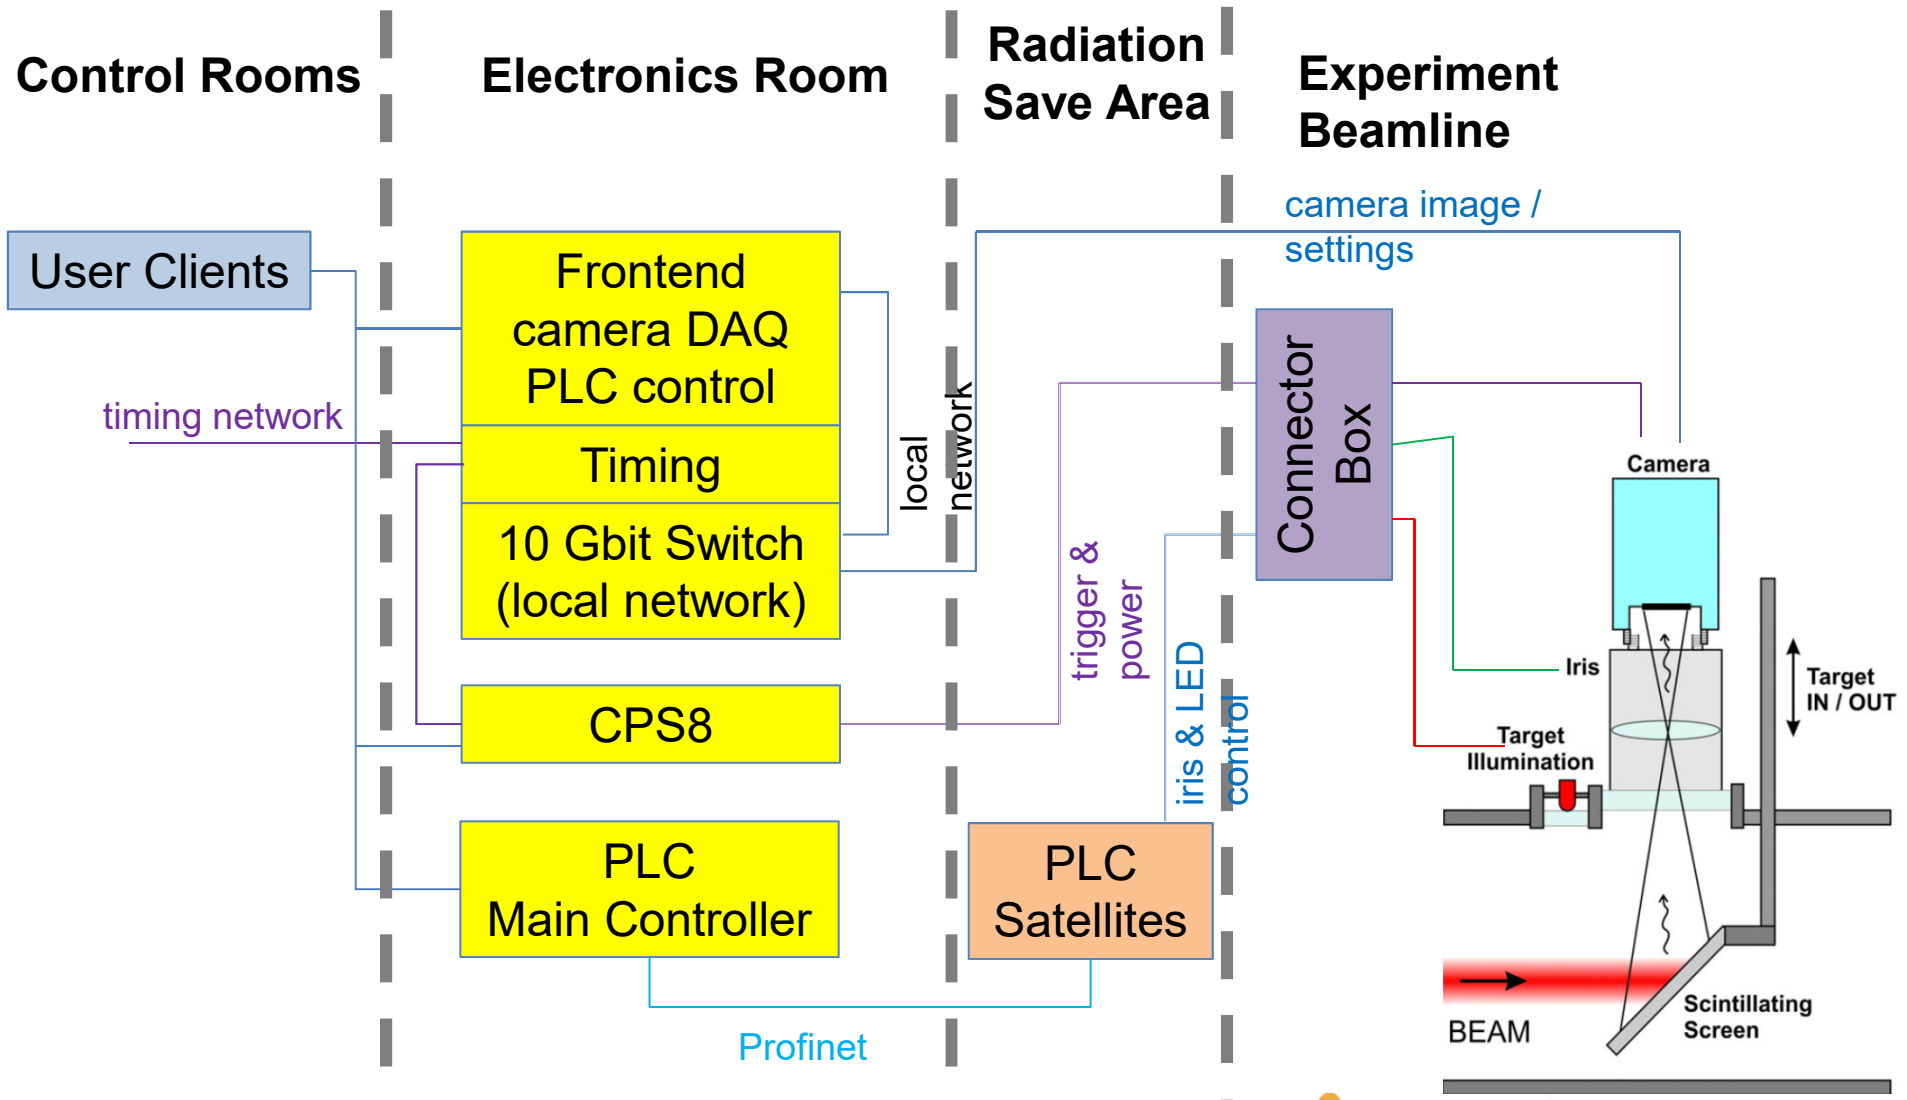 Control Rooms
Electronics Room
Radiation
Save Area
Experiment
Beamline
camera image /
settings
User Clients
Frontend
camera DAQ
PLC control
timing network
Timing
10 Gbit Switch
(local network)
local
network
Connector
Box
Camera
trigger &
power
iris & LED
control
Iris
Target
IN / OUT
Target
Illumination
CPS8
PLC
Main Controller
PLC
Satellites
Profinet
BEAM
Scintillating
Screen